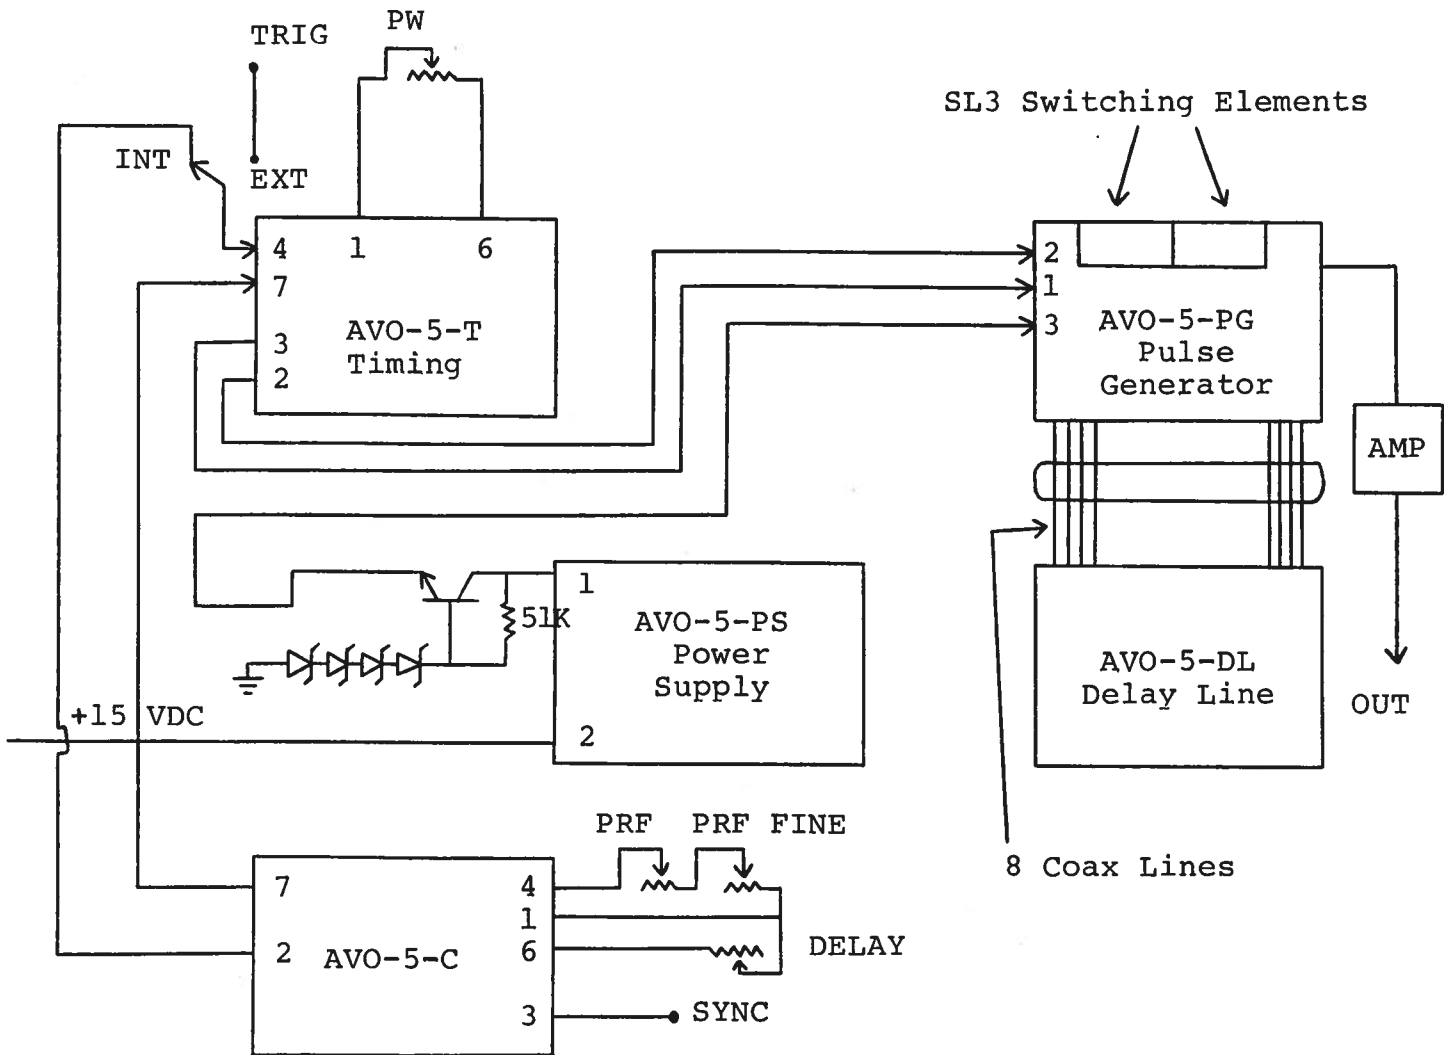 TRIG
PW
INT
EXT
4 1 6
7
AVO-5-T
Timing
3
2
SL3 Switching Elements
2
1
3
AVO-5-PG
Pulse
Generator
AMP
1
51K
AVO-5-PS
Power
Supply
2
+15 VDC
AVO-5-DL
Delay Line
OUT
8 Coax Lines
PRF PRF FINE
7
2
AVO-5-C
4
1
6
3
DELAY
SYNC